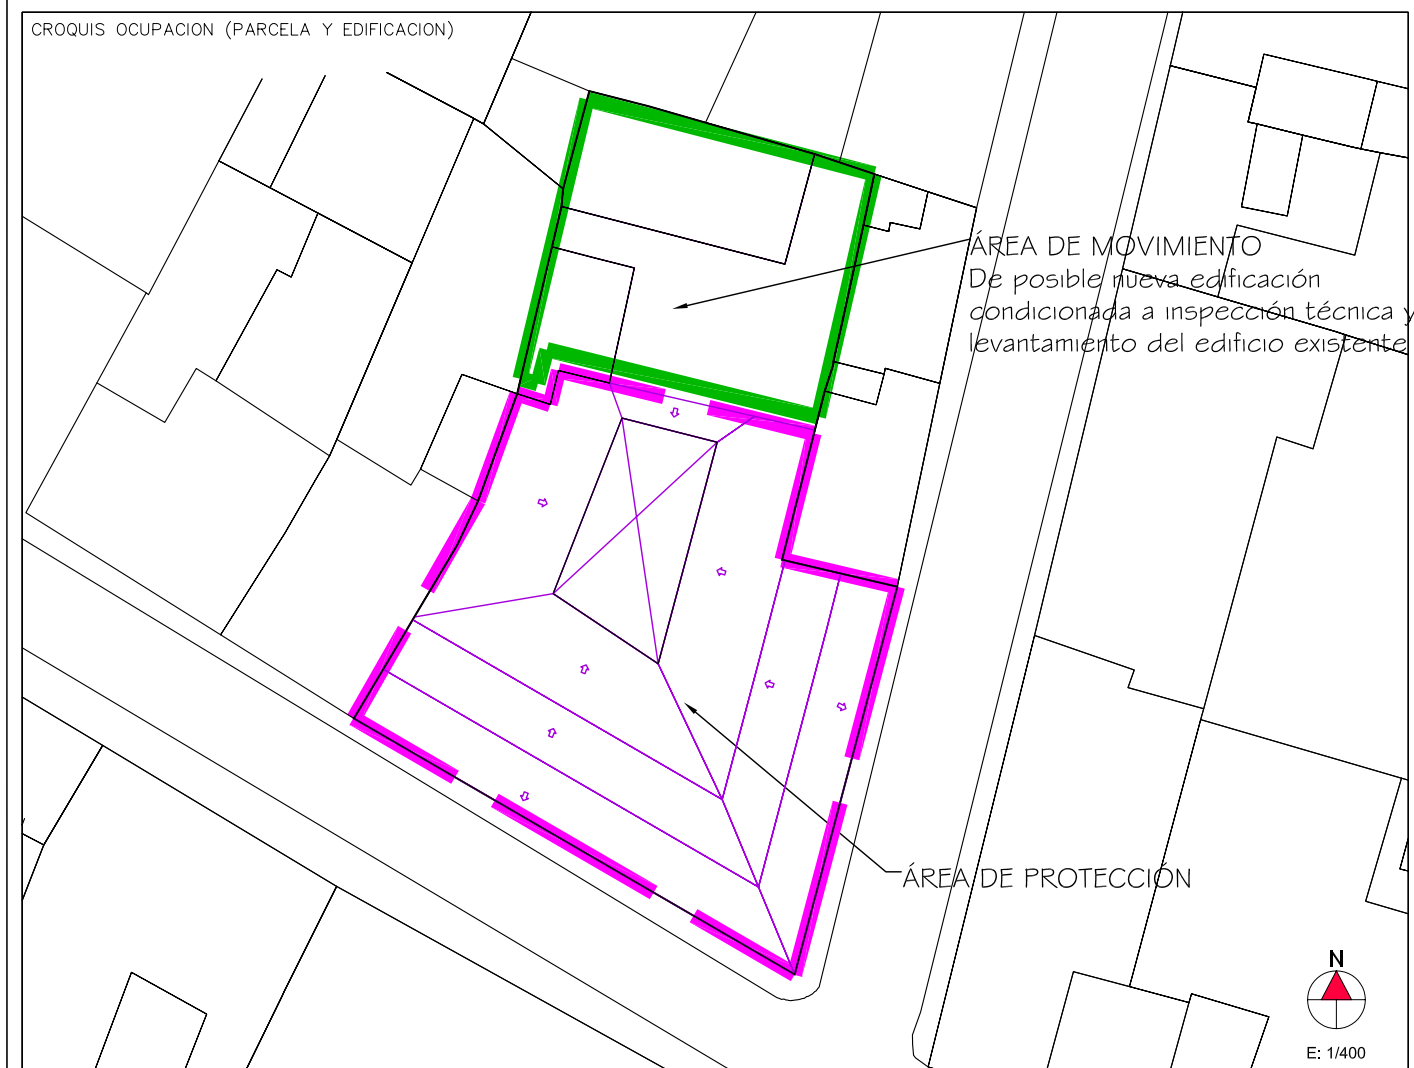 CROQUIS OCUPACION (PARCELA Y EDIFICACION)
ÁREA DE MOVIMIENTO
De posible nueva edificación
condicionada a inspección técnica y
levantamiento del edificio existente
ÁREA DE PROTECCIÓN
N
E: 1/400